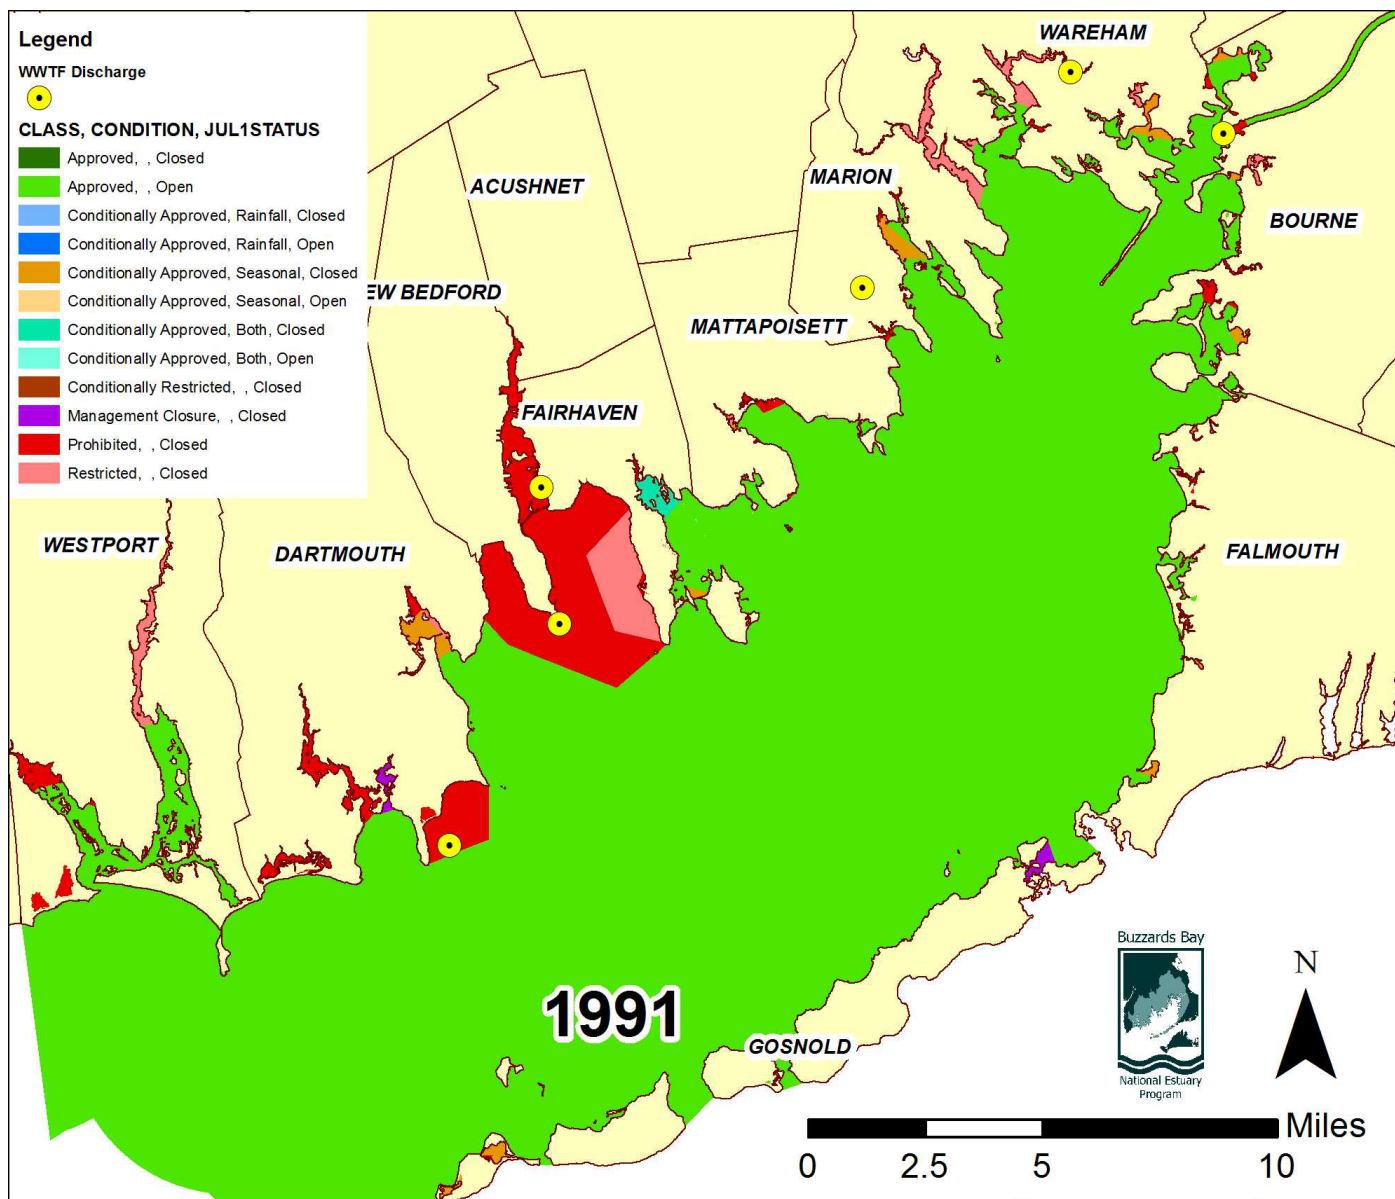 Legend
WWTF Discharge
CLASS, CONDITION, JUL1STATUS
Approved, , Closed
Approved, , Open
Conditionally Approved, Rainfall, Closed
Conditionally Approved, Rainfall, Open
Conditionally Approved, Seasonal, Closed
Conditionally Approved, Seasonal, Open
Conditionally Approved, Both, Closed
Conditionally Approved, Both, Open
Conditionally Restricted, , Closed
Management Closure, , Closed
Prohibited, , Closed
Restricted, , Closed
WAREHAM
ACUSHNET
MARION
BOURNE
EW BEDFORD
MATTAPOISETT
FAIRHAVEN
WESTPORT
DARTMOUTH
FALMOUTH
1991
GOSNOLD
Buzzards Bay
National Estuary
Program
N
Miles
0 2.5 5 10